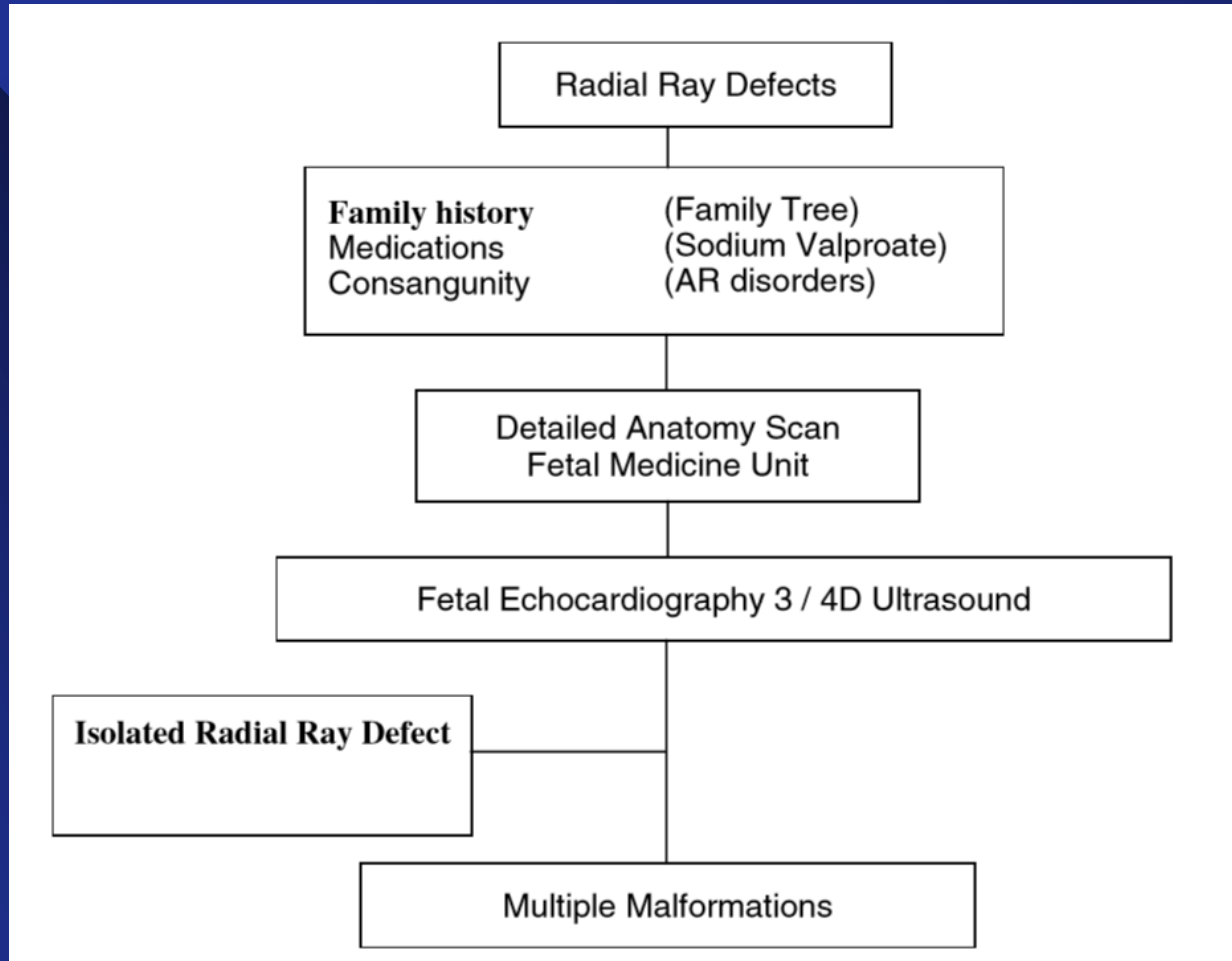 Radial Ray Defects
Family history (Family Tree)
Medications (Sodium Valproate)
Consangunity (AR disorders)
Detailed Anatomy Scan
Fetal Medicine Unit
Fetal Echocardiography 3 / 4D Ultrasound
Isolated Radial Ray Defect
Multiple Malformations